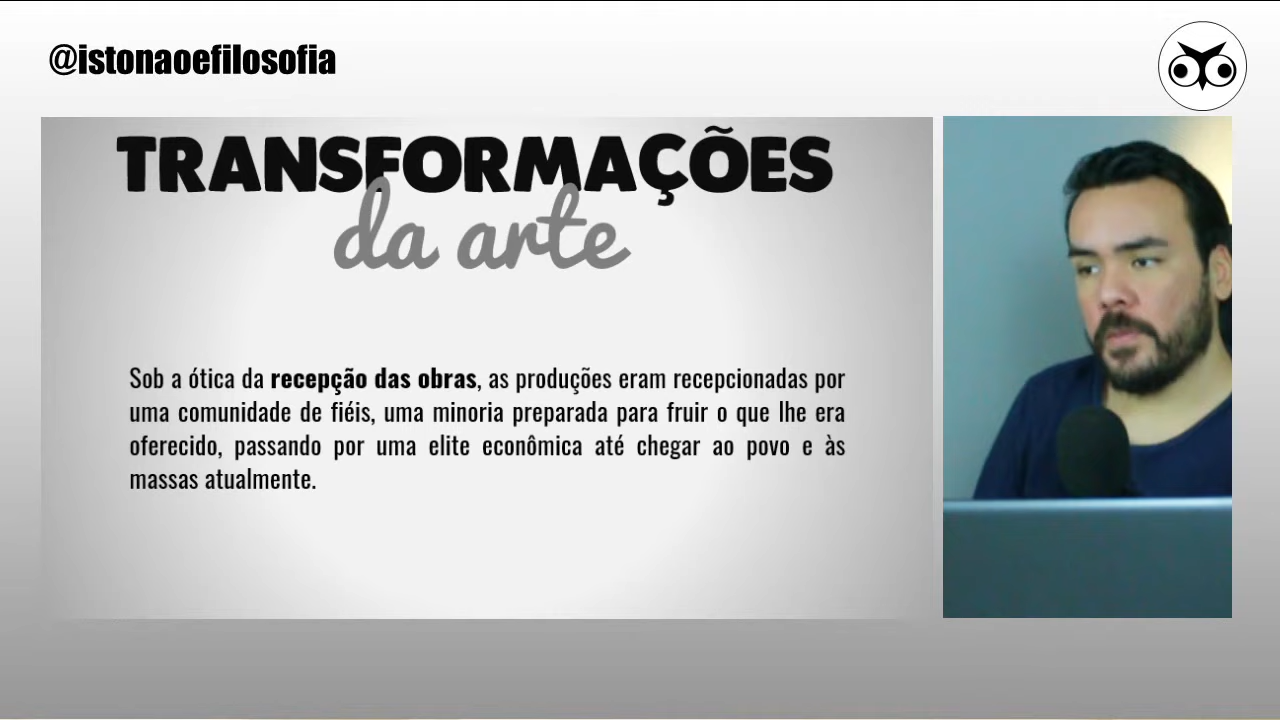 @istonaoefilosofia
TRANSFORMAÇÕES
da arte
Sob a ótica da recepção das obras, as produções eram recepcionadas por
uma comunidade de fiéis, uma minoria preparada para fruir o que lhe era
oferecido, passando por uma elite econômica até chegar ao povo e às
massas atualmente.